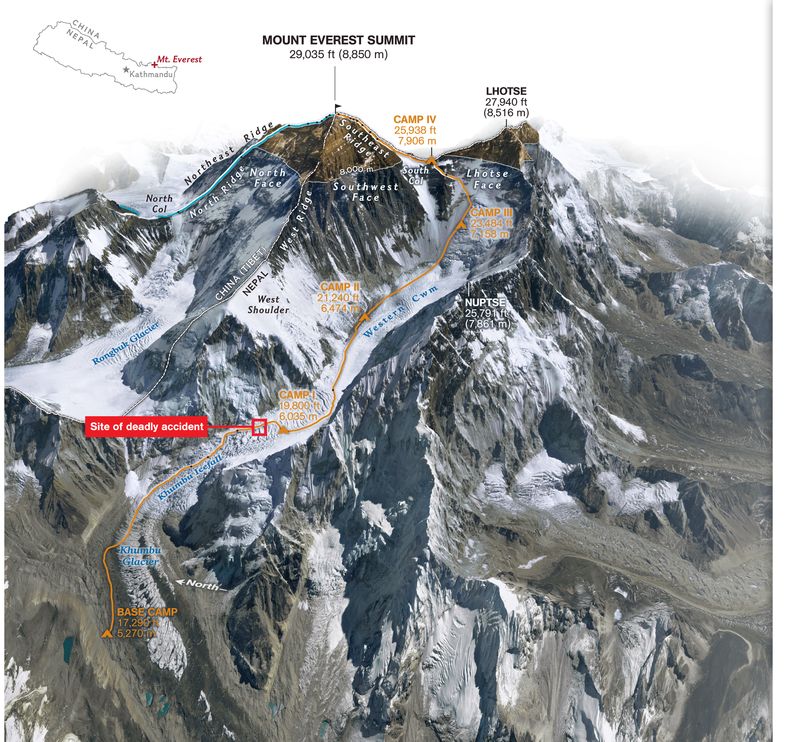 CHINA
NEPAL
Mt. Everest
Kathmandu
MOUNT EVEREST SUMMIT
29,035 ft (8,850 m)
LHOTSE
27,940 ft
(8,516 m)
CAMP IV
25,938 ft
7,906 m
Northeast Ridge
Southeast
Ridge
North Ridge
North
Face
8,000 m
South
Col
Lhotse
Face
Southwest
Face
North
Col
West Ridge
CAMP III
23,484 ft
7,158 m
CHINA (TIBET)
NEPAL
CAMP II
21,240 ft
6,474 m
West
Shoulder
Western Cwm
NUPTSE
25,791 ft
(7,861 m)
Rongbuk Glacier
CAMP I
19,800 ft
6,035 m
Site of deadly accident
Khumbu Icefall
Khumbu
Glacier
North
BASE CAMP
17,290 ft
5,270 m